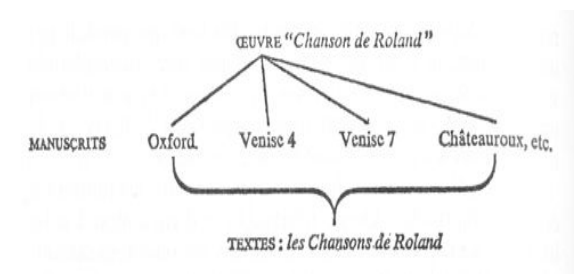 ŒUVRE "Chanson de Roland"
MANUSCRITS Oxford. Venise 4 Venise 7 Châteauroux, etc.
TEXTES : les Chansons de Roland